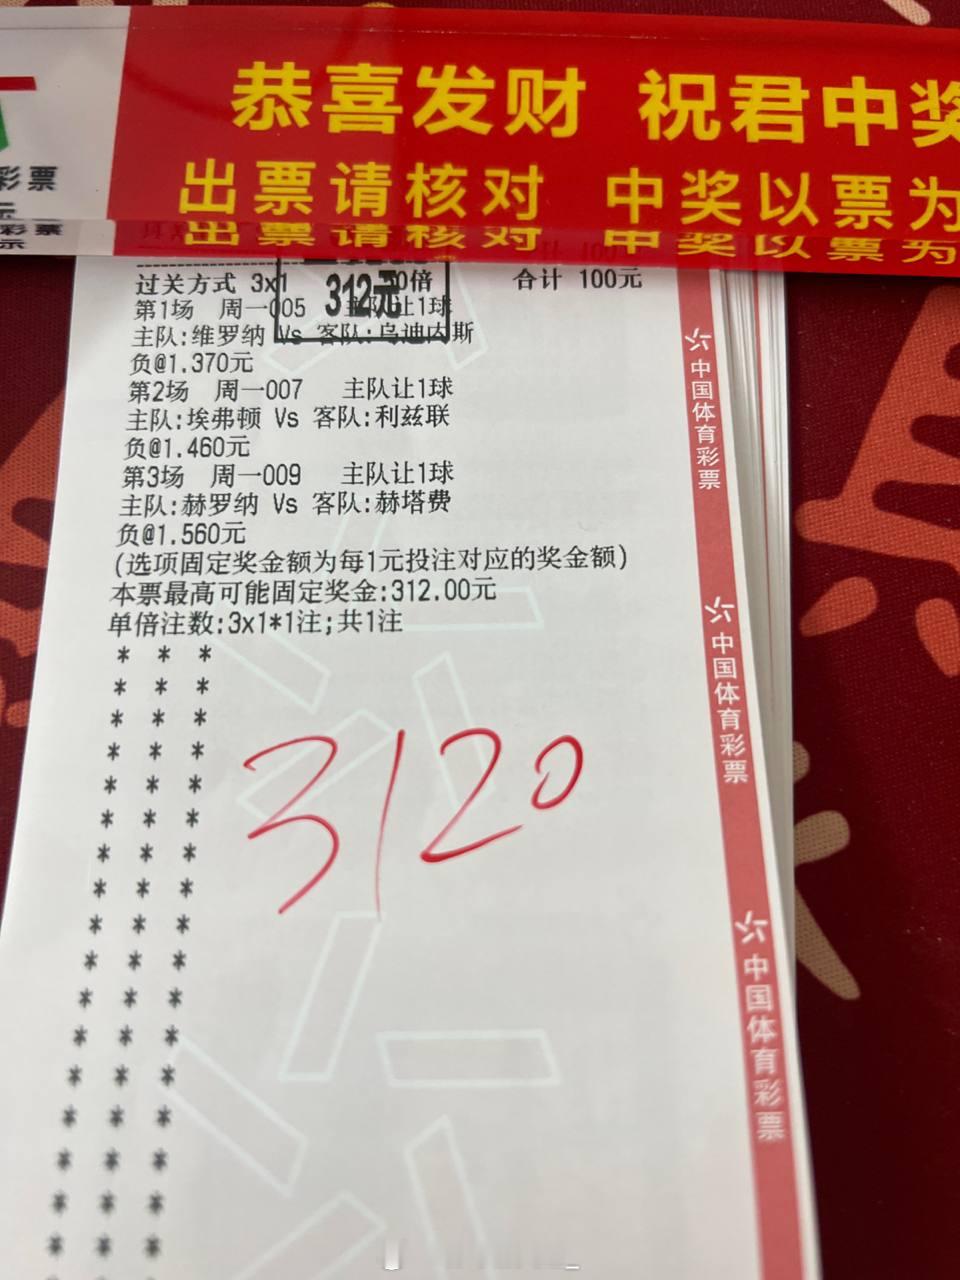 恭喜发财 祝君中奖
出票请核对 中奖以票为
出票请核对 中奖以票为
彩票
彩票
过关方式 3x1 0倍 合计 100元
312元
第1场 周一005 主队让1球
主队:维罗纳 Vs 客队:乌迪内斯
负@1.370元
第2场 周一007 主队让1球
主队:埃弗顿 Vs 客队:利兹联
负@1.460元
第3场 周一009 主队让1球
主队:赫罗纳 Vs 客队:赫塔费
负@1.560元
(选项固定奖金额为每1元投注对应的奖金额)
本票最高可能固定奖金:312.00元
单倍注数:3x1*1注;共1注
3120
中国体育彩票
中国体育彩票
中国体育彩票